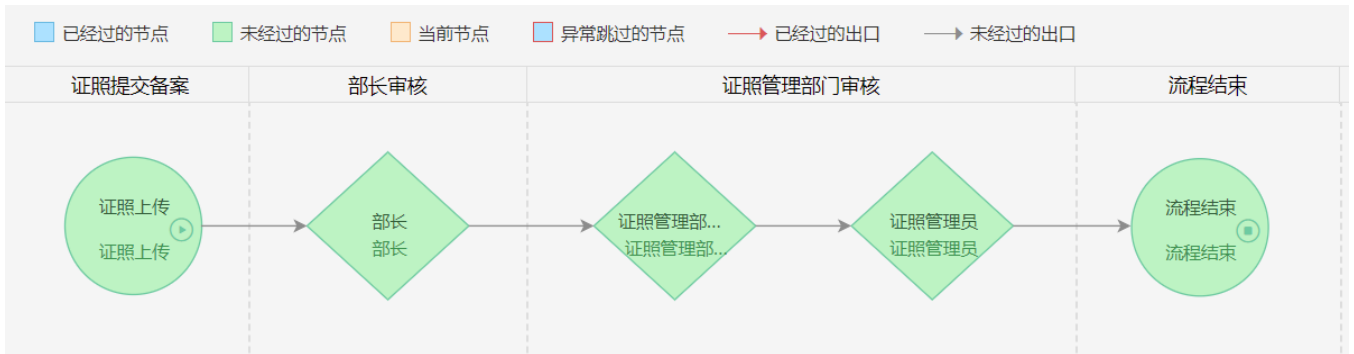 已经过的节点 未经过的节点 当前节点 异常跳过的节点 已经过的出口 未经过的出口
证照提交备案 部长审核 证照管理部门审核 流程结束
证照上传
证照上传
部长
部长
证照管理部...
证照管理部...
证照管理员
证照管理员
流程结束
流程结束